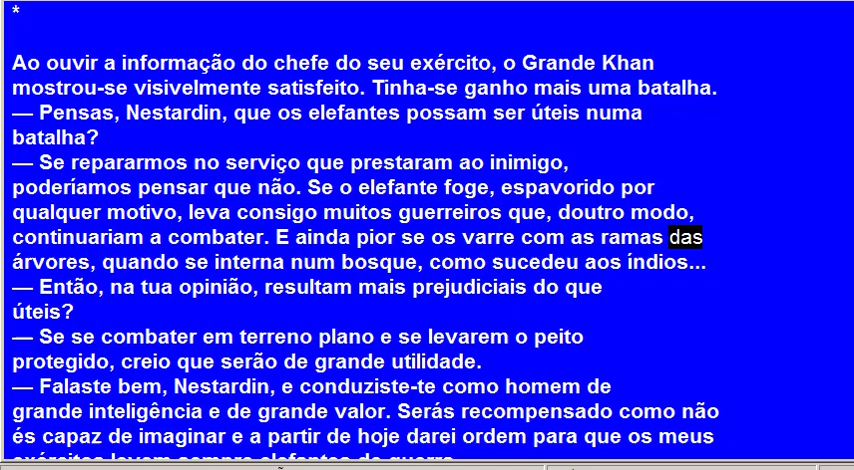 *
Ao ouvir a informação do chefe do seu exército, o Grande Khan
mostrou-se visivelmente satisfeito. Tinha-se ganho mais uma batalha.
— Pensas, Nestardin, que os elefantes possam ser úteis numa
batalha?
— Se repararmos no serviço que prestaram ao inimigo,
poderíamos pensar que não. Se o elefante foge, espavorido por
qualquer motivo, leva consigo muitos guerreiros que, doutro modo,
continuariam a combater. E ainda pior se os varre com as ramas das
árvores, quando se interna num bosque, como sucedeu aos índios...
— Então, na tua opinião, resultam mais prejudiciais do que
úteis?
— Se se combater em terreno plano e se levarem o peito
protegido, creio que serão de grande utilidade.
— Falaste bem, Nestardin, e conduziste-te como homem de
grande inteligência e de grande valor. Serás recompensado como não
és capaz de imaginar e a partir de hoje darei ordem para que os meus
exércitos levem sempre elefantes de guerra